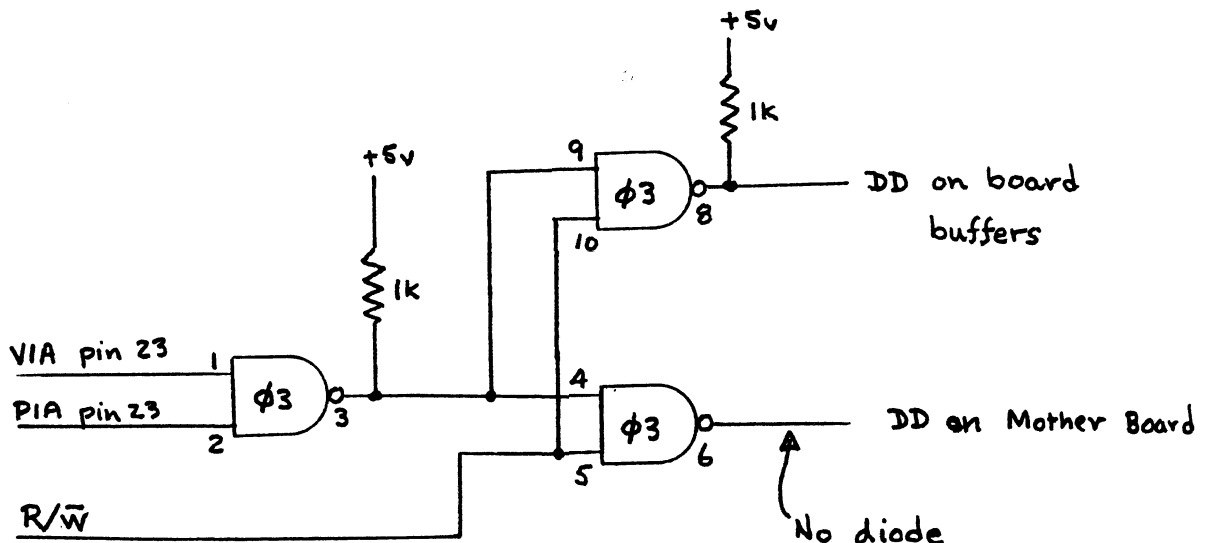 +5v
1k
DD on board
buffers
+5v
1k
9
10
φ3
8
VIA pin 23
PIA pin 23
1
2
φ3
3
4
5
φ3
6
DD on Mother Board
R/W̅
No diode